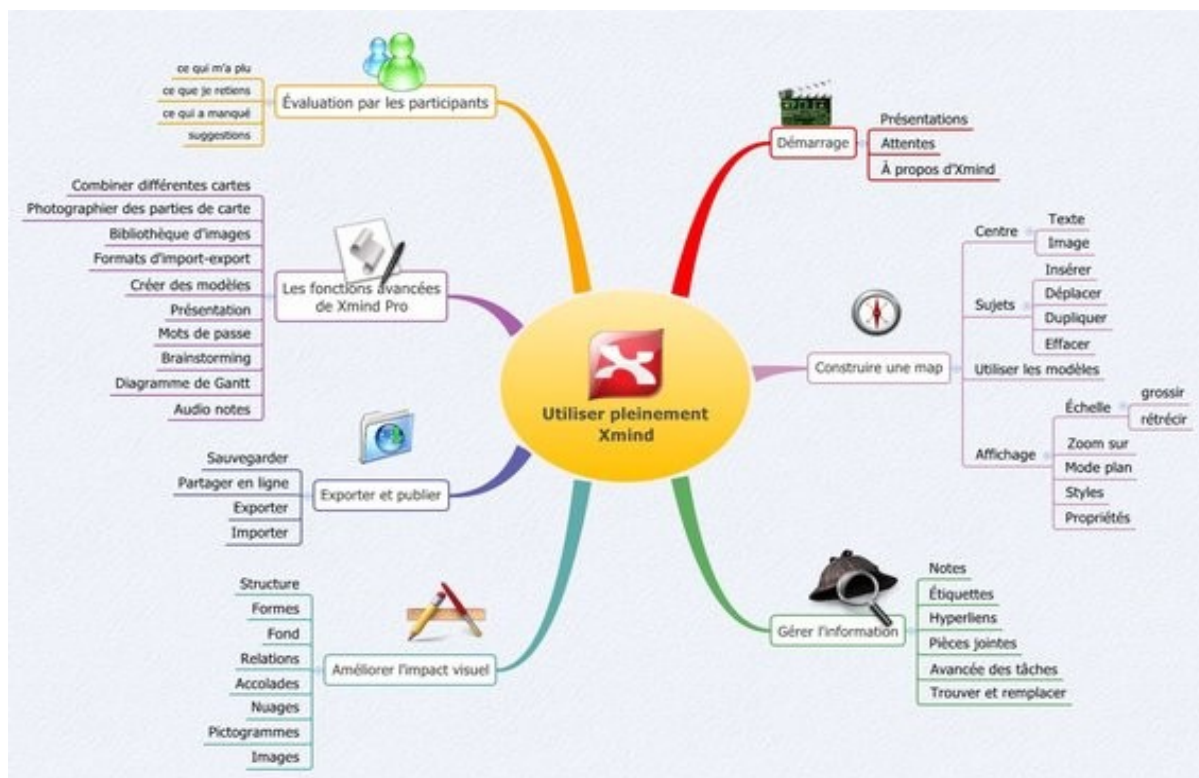 Utiliser pleinement
Xmind
Démarrage
Présentations
Attentes
À propos d'Xmind
Construire une map
Centre
Texte
Image
Sujets
Insérer
Déplacer
Dupliquer
Effacer
Utiliser les modèles
Affichage
Échelle
grossir
rétrécir
Zoom sur
Mode plan
Styles
Propriétés
Gérer l'information
Notes
Étiquettes
Hyperliens
Pièces jointes
Avancée des tâches
Trouver et remplacer
Améliorer l'impact visuel
Structure
Formes
Fond
Relations
Accolades
Nuages
Pictogrammes
Images
Exporter et publier
Sauvegarder
Partager en ligne
Exporter
Importer
Les fonctions avancées
de Xmind Pro
Combiner différentes cartes
Photographier des parties de carte
Bibliothèque d'images
Formats d'import-export
Créer des modèles
Présentation
Mots de passe
Brainstorming
Diagramme de Gantt
Audio notes
Évaluation par les participants
ce qui m'a plu
ce que je retiens
ce qui a manqué
suggestions